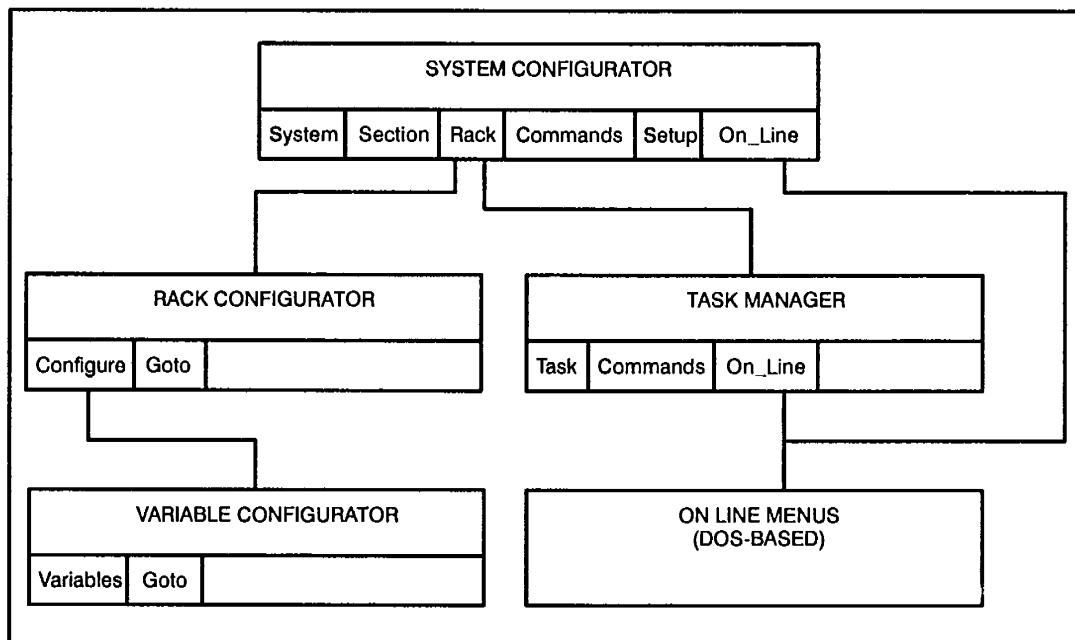 SYSTEM CONFIGURATOR
System Section Rack Commands Setup On_Line
RACK CONFIGURATOR
Configure Goto
TASK MANAGER
Task Commands On_Line
VARIABLE CONFIGURATOR
Variables Goto
ON LINE MENUS
(DOS-BASED)